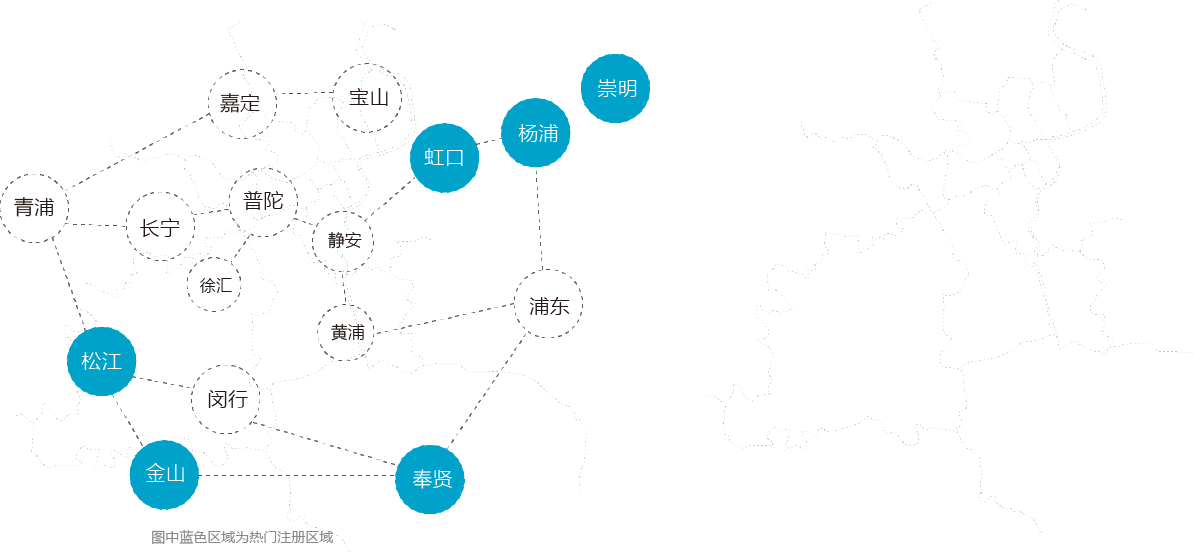 崇明
宝山
嘉定
杨浦
虹口
普陀
青浦
长宁
静安
徐汇
浦东
黄浦
松江
闵行
金山
奉贤
图中蓝色区域为热门注册区域